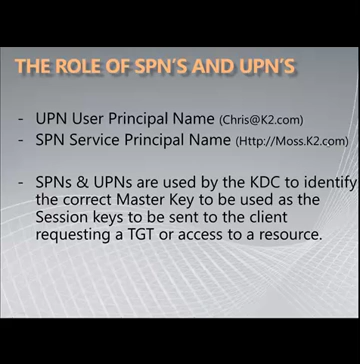 THE ROLE OF SPN'S AND UPN'S
- UPN User Principal Name (Chris@K2.com)
- SPN Service Principal Name (Http://Moss.K2.com)
- SPNs & UPNs are used by the KDC to identify
the correct Master Key to be used as the
Session keys to be sent to the client
requesting a TGT or access to a resource.